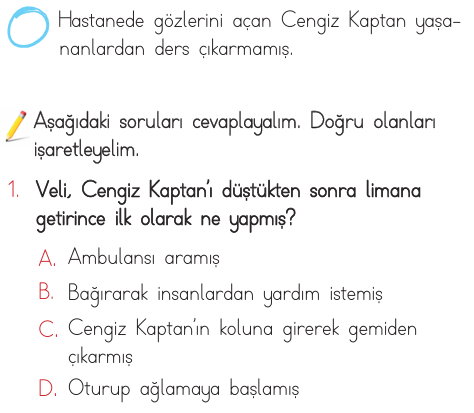 Hastanede gözlerini açan Cengiz Kaptan yaşa-
nanlardan ders çıkarmamış.
Aşağıdaki soruları cevaplayalım. Doğru olanları
işaretleyelim.
1. Veli, Cengiz Kaptan'ı düştükten sonra limana
getirince ilk olarak ne yapmış?
A. Ambulansı aramış
B. Bağırarak insanlardan yardım istemiş
C. Cengiz Kaptan'ın koluna girerek gemiden
çıkarmış
D. Oturup ağlamaya başlamış